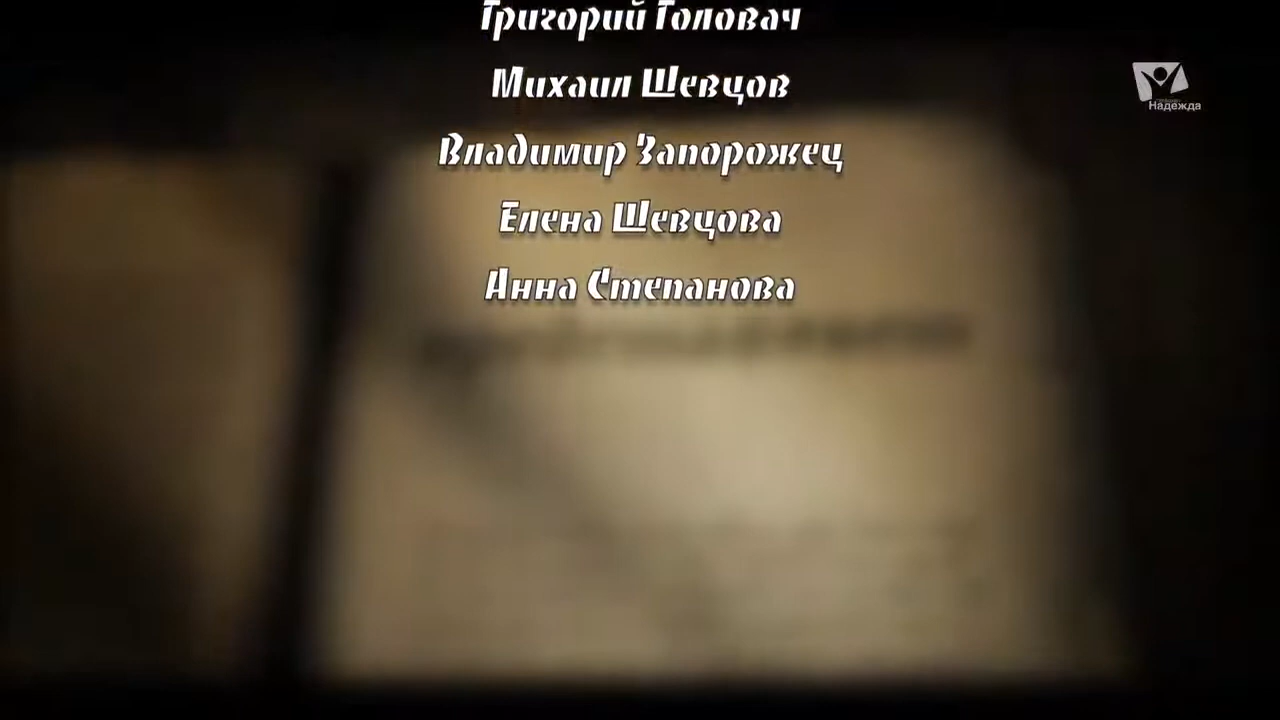 Григорий Головач
Михаил Шевцов
Надежда
Владимир Запорожец
Елена Шевцова
Анна Степанова